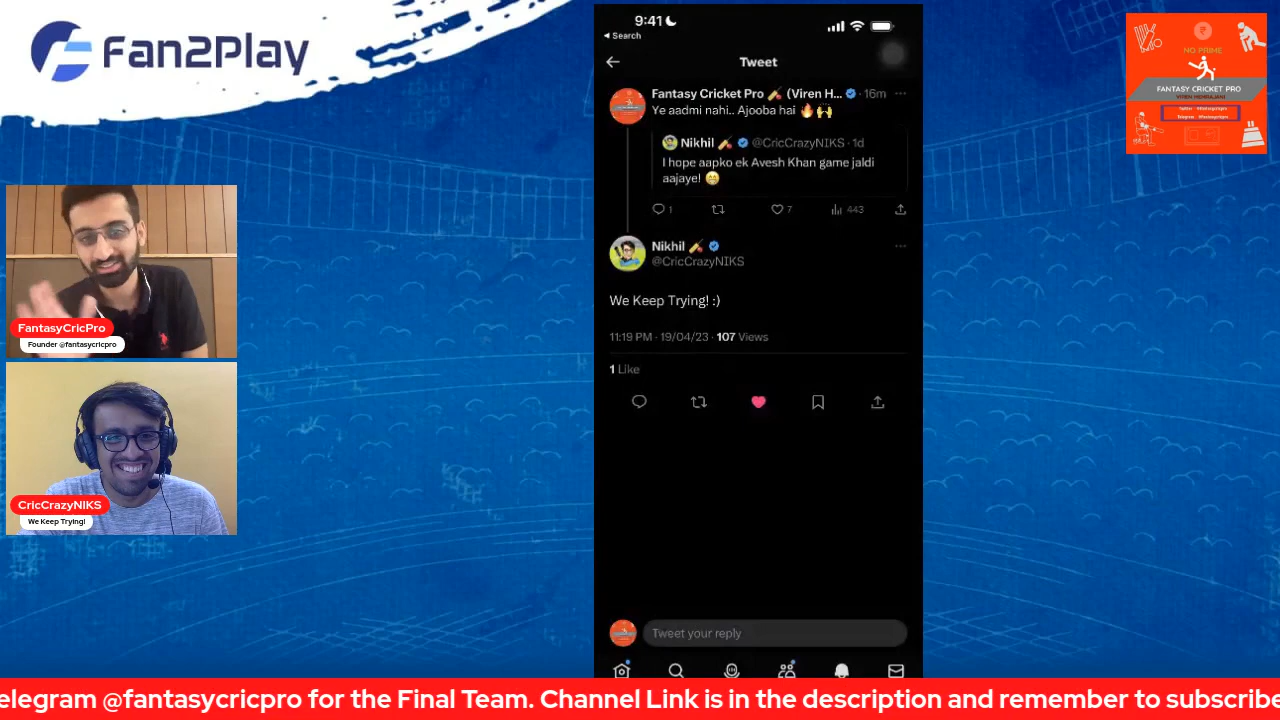 Fan2Play
FantasyCricPro
Founder @fantasycricpro
CricCrazyNIKS
We Keep Trying!
9:41
Search
Tweet
Fantasy Cricket Pro 🏏 (Viren H... · 16m
Ye aadmi nahi.. Ajooba hai 🔥🙌
Nikhil 🏏 @CricCrazyNIKS · 1d
I hope aapko ek Avesh Khan game jaldi
aajaye! 😁
1 7 443
Nikhil 🏏
@CricCrazyNIKS
We Keep Trying! :)
11:19 PM · 19/04/23 · 107 Views
1 Like
Tweet your reply
NO PRIME
FANTASY CRICKET PRO
VIREN HEMRAJANI
elegram @fantasycricpro for the Final Team. Channel Link is in the description and remember to subscribe